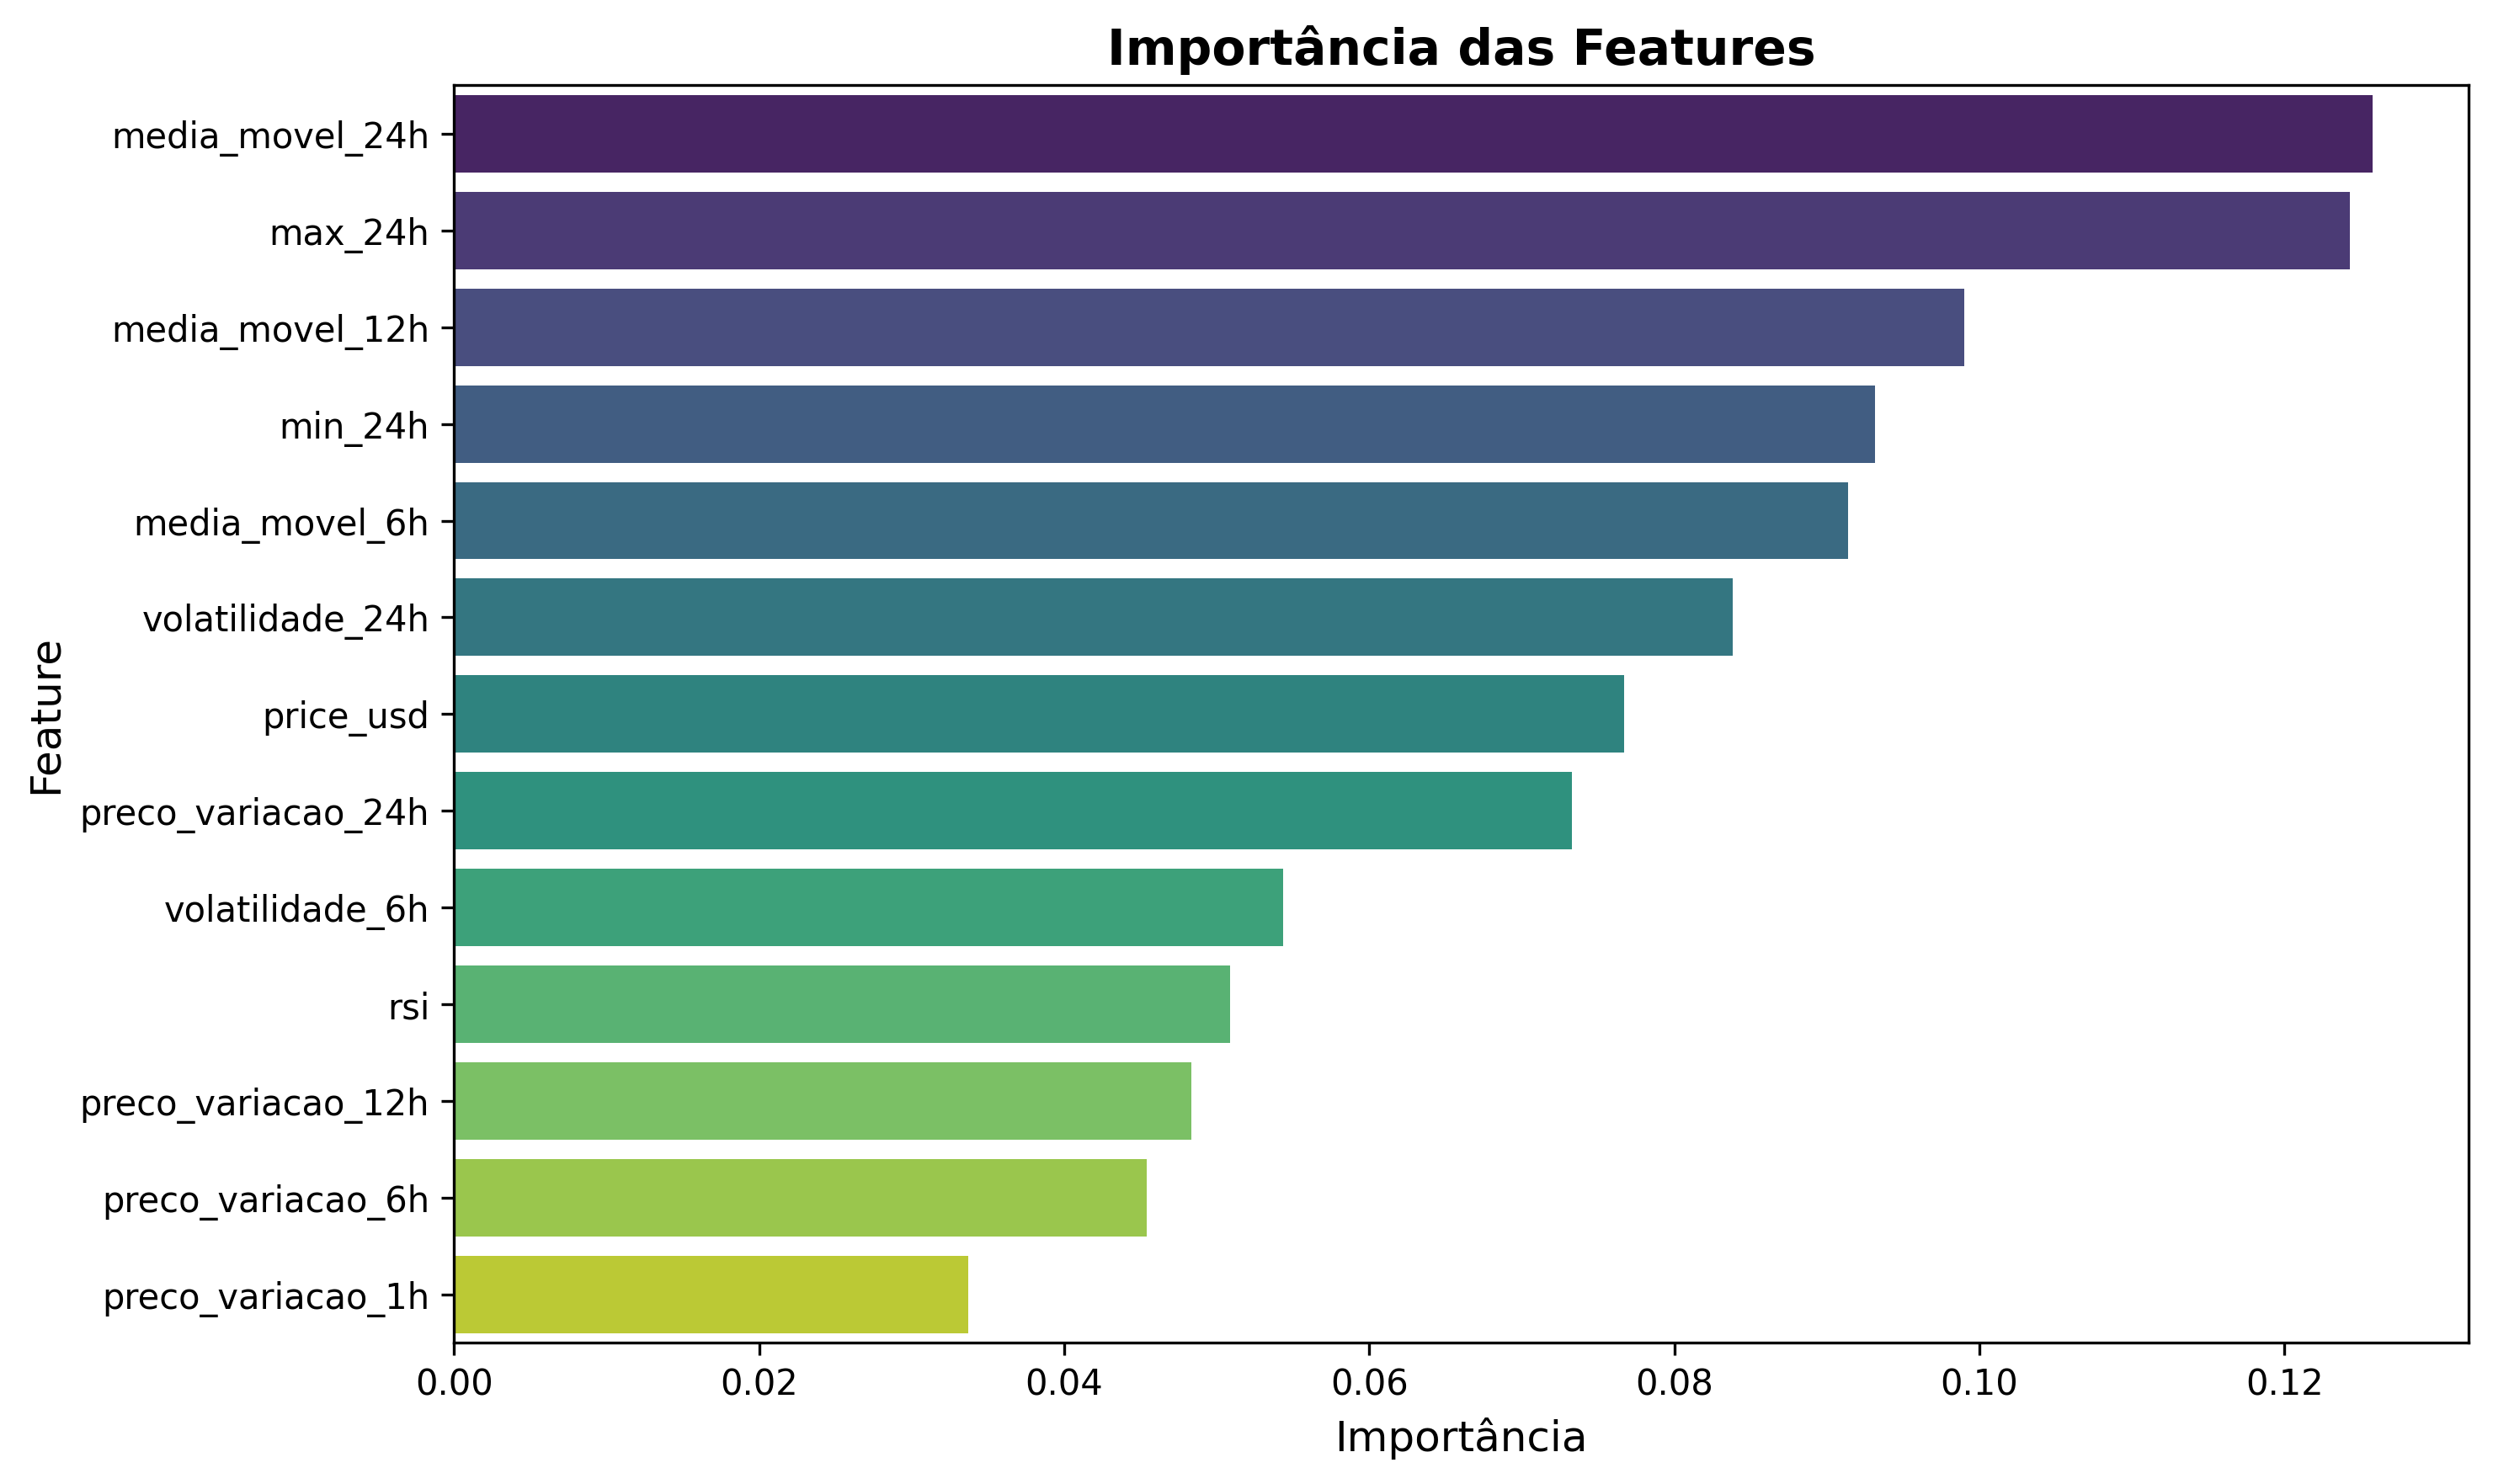 Importância das Features
Feature
media_movel_24h
max_24h
media_movel_12h
min_24h
media_movel_6h
volatilidade_24h
price_usd
preco_variacao_24h
volatilidade_6h
rsi
preco_variacao_12h
preco_variacao_6h
preco_variacao_1h
0.00 0.02 0.04 0.06 0.08 0.10 0.12
Importância